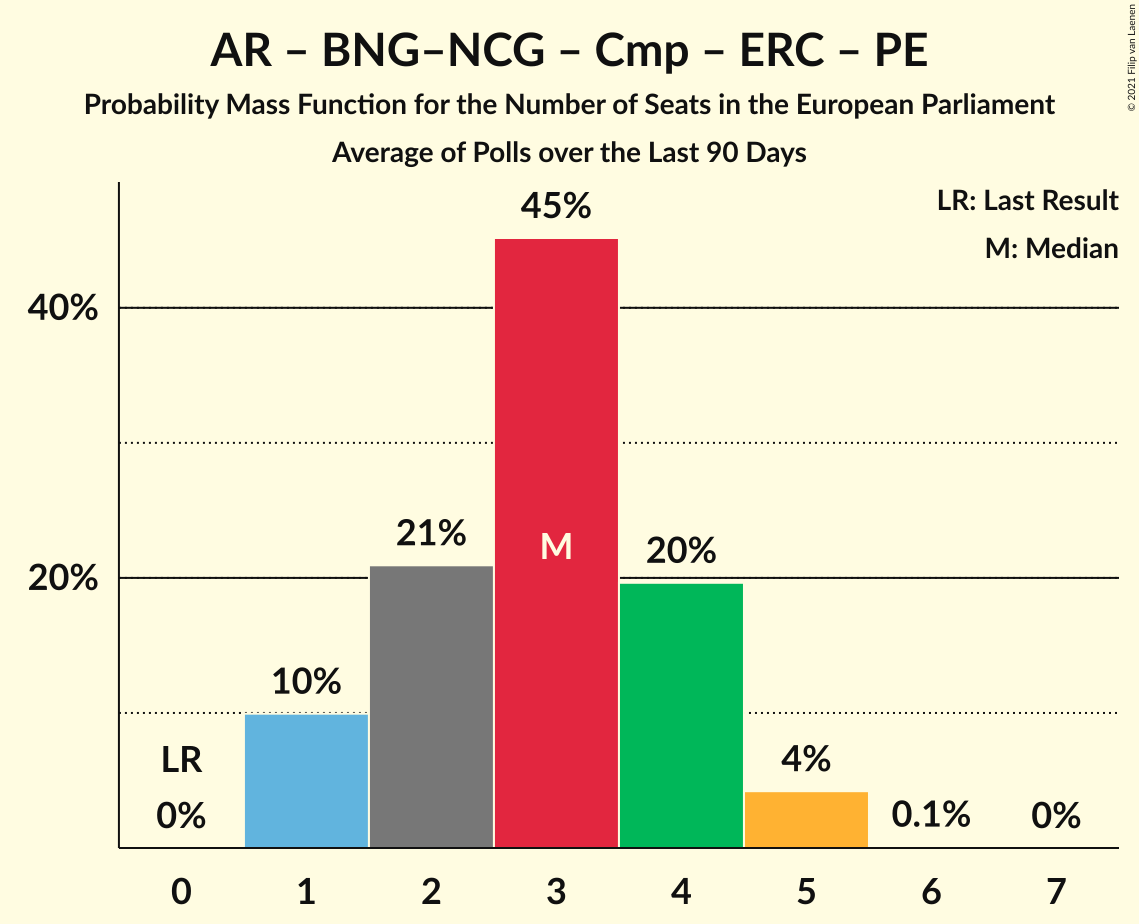 AR – BNG–NCG – Cmp – ERC – PE
Probability Mass Function for the Number of Seats in the European Parliament
Average of Polls over the Last 90 Days
© 2021 Filip van Laenen
LR: Last Result
M: Median
45%
40%
21%
M
20%
20%
10%
LR
4%
0%
0.1%
0%
0 1 2 3 4 5 6 7